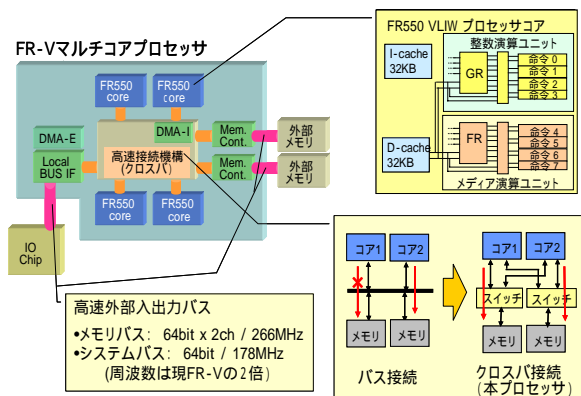 FR-Vマルチコアプロセッサ
FR550
core
FR550
core
DMA-E
DMA-I
Local
BUS IF
高速接続機構
(クロスバ)
Mem.
Cont.
Mem.
Cont.
外部
メモリ
外部
メモリ
FR550
core
FR550
core
IO
Chip
高速外部入出力バス
•メモリバス: 64bit x 2ch / 266MHz
•システムバス: 64bit / 178MHz
(周波数は現FR-Vの2倍)
FR550 VLIW プロセッサコア
I-cache
32KB
D-cache
32KB
整数演算ユニット
GR
命令0
命令1
命令2
命令3
FR
命令4
命令5
命令6
命令7
メディア演算ユニット
コア1
コア2
メモリ
メモリ
バス接続
コア1
コア2
スイッチ
スイッチ
メモリ
メモリ
クロスバ接続
(本プロセッサ)